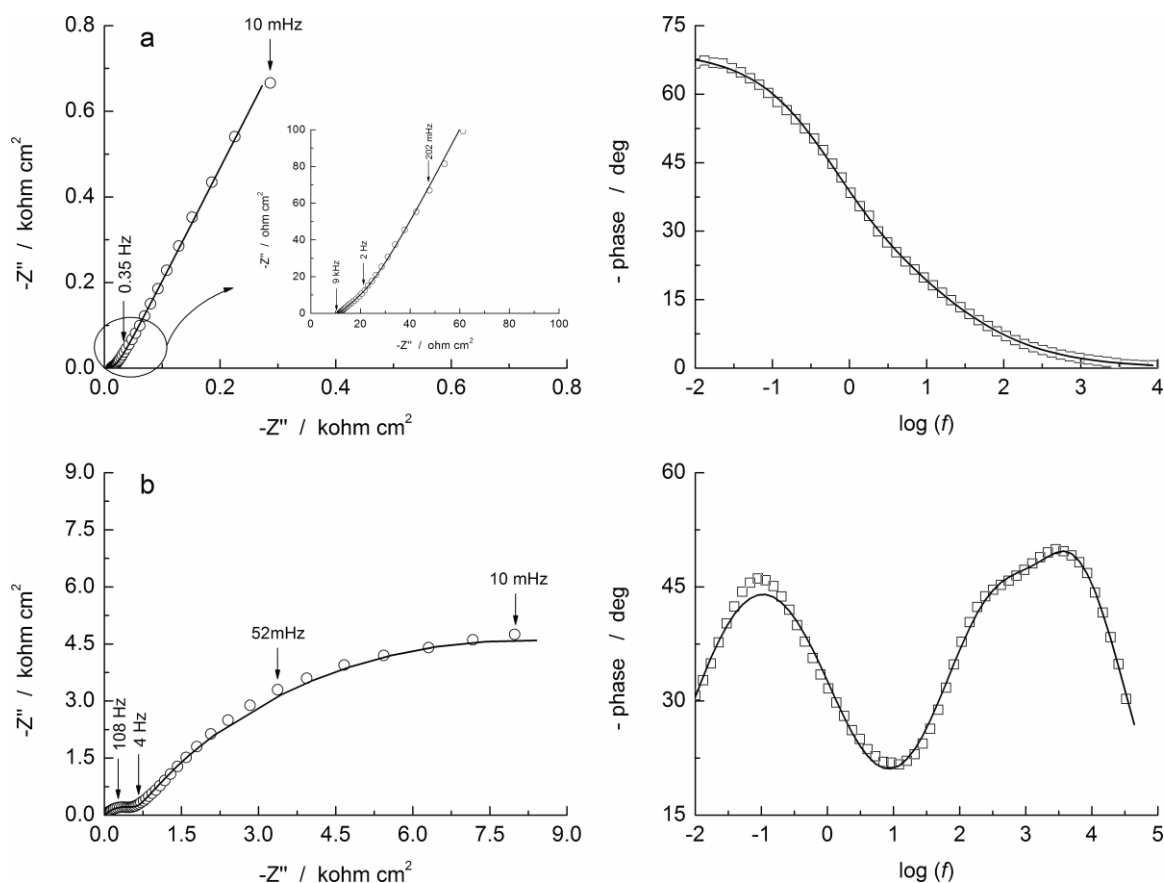 a
10 mHz
0.35 Hz
0.8
0.6
0.4
0.2
0.0
-Z'' / kohm cm²
0.0 0.2 0.4 0.6 0.8
-Z'' / kohm cm²
100
80
60
40
20
0
-Z'' / ohm cm²
9 kHz
2 Hz
202 mHz
0 20 40 60 80 100
-Z'' / ohm cm²
75
60
45
30
15
0
- phase / deg
-2 -1 0 1 2 3 4
log (f)
b
108 Hz
4 Hz
52mHz
10 mHz
9.0
7.5
6.0
4.5
3.0
1.5
0.0
-Z'' / kohm cm²
0.0 1.5 3.0 4.5 6.0 7.5 9.0
-Z'' / kohm cm²
60
45
30
15
- phase / deg
-2 -1 0 1 2 3 4 5
log (f)